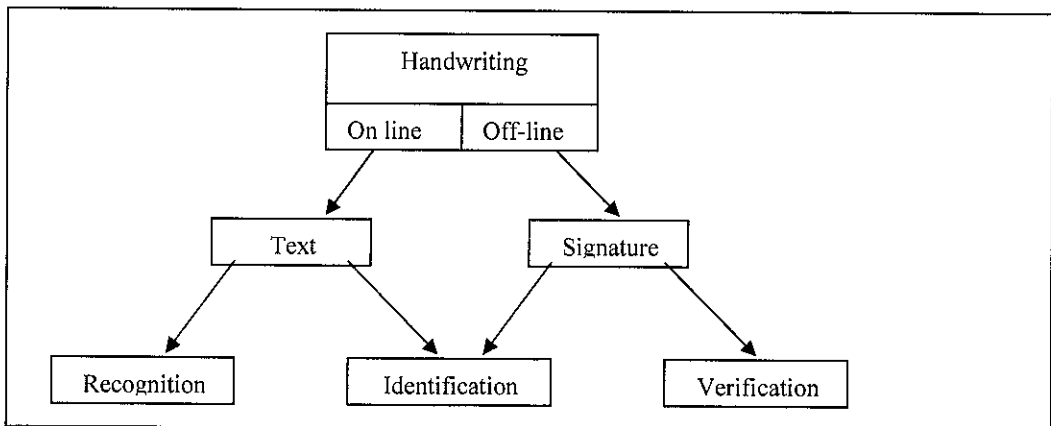 Handwriting
On line Off-line
Text Signature
Recognition Identification Verification